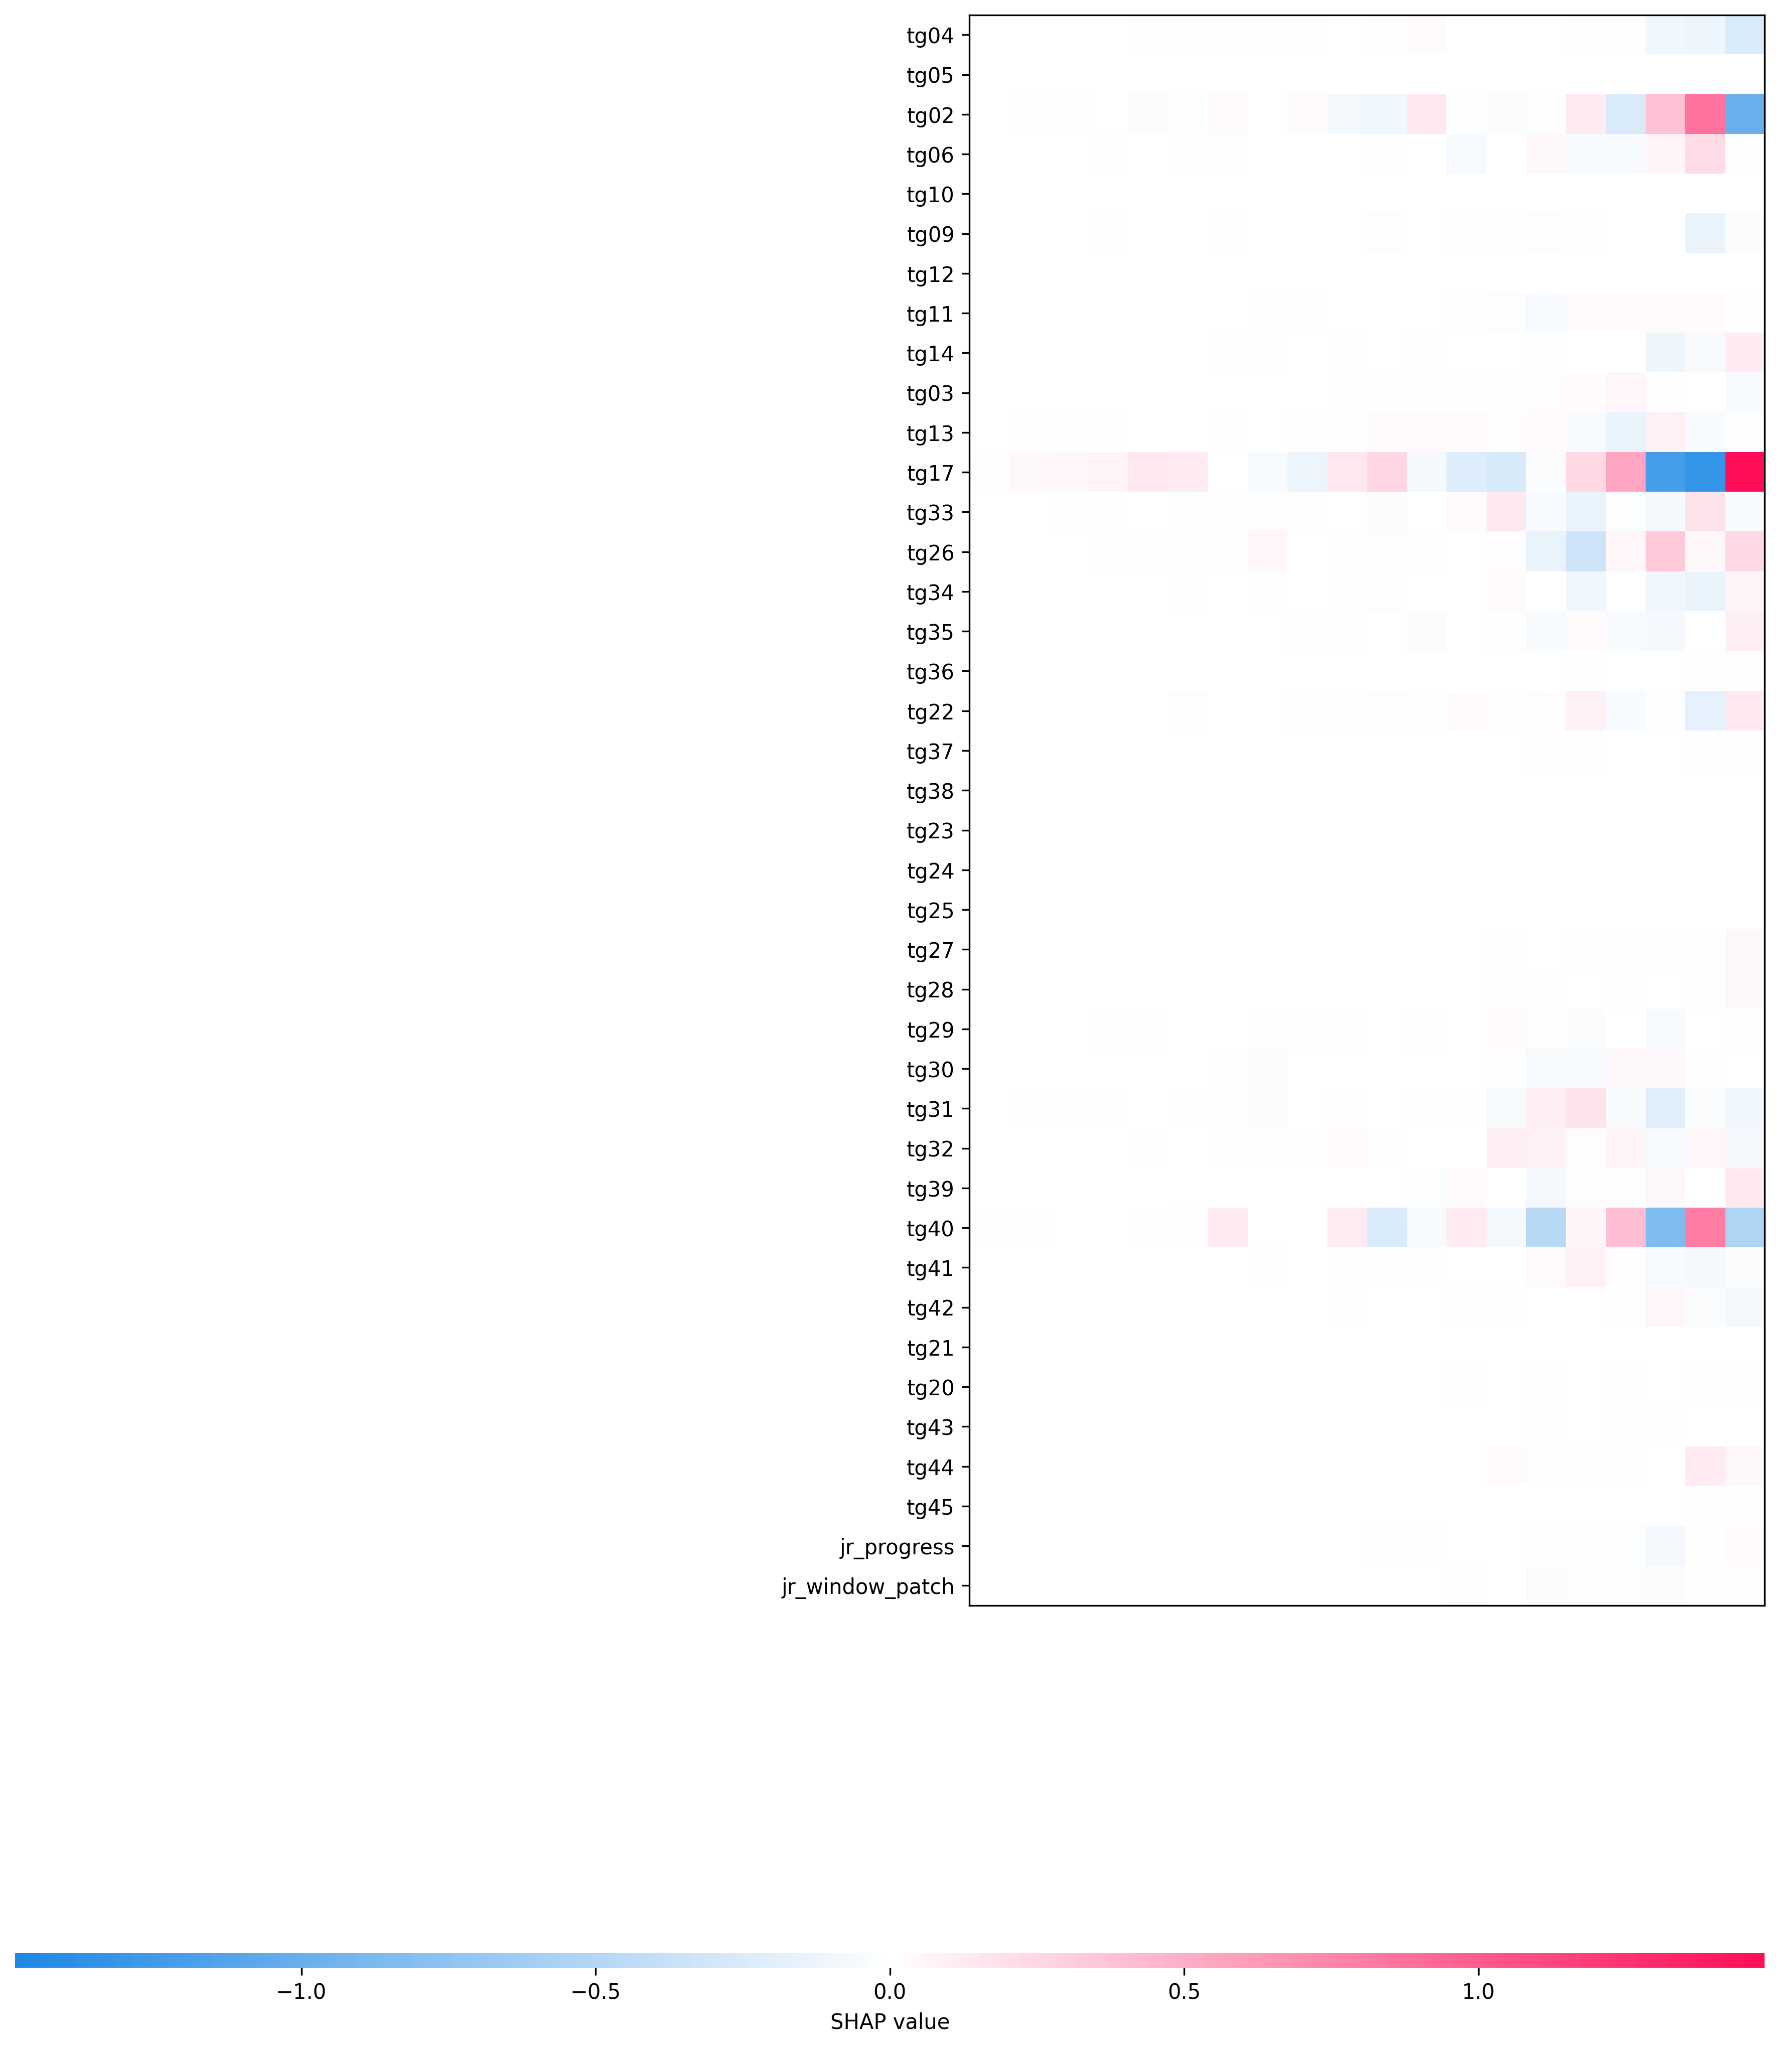 tg04
tg05
tg02
tg06
tg10
tg09
tg12
tg11
tg14
tg03
tg13
tg17
tg33
tg26
tg34
tg35
tg36
tg22
tg37
tg38
tg23
tg24
tg25
tg27
tg28
tg29
tg30
tg31
tg32
tg39
tg40
tg41
tg42
tg21
tg20
tg43
tg44
tg45
jr_progress
jr_window_patch
−1.0 −0.5 0.0 0.5 1.0
SHAP value